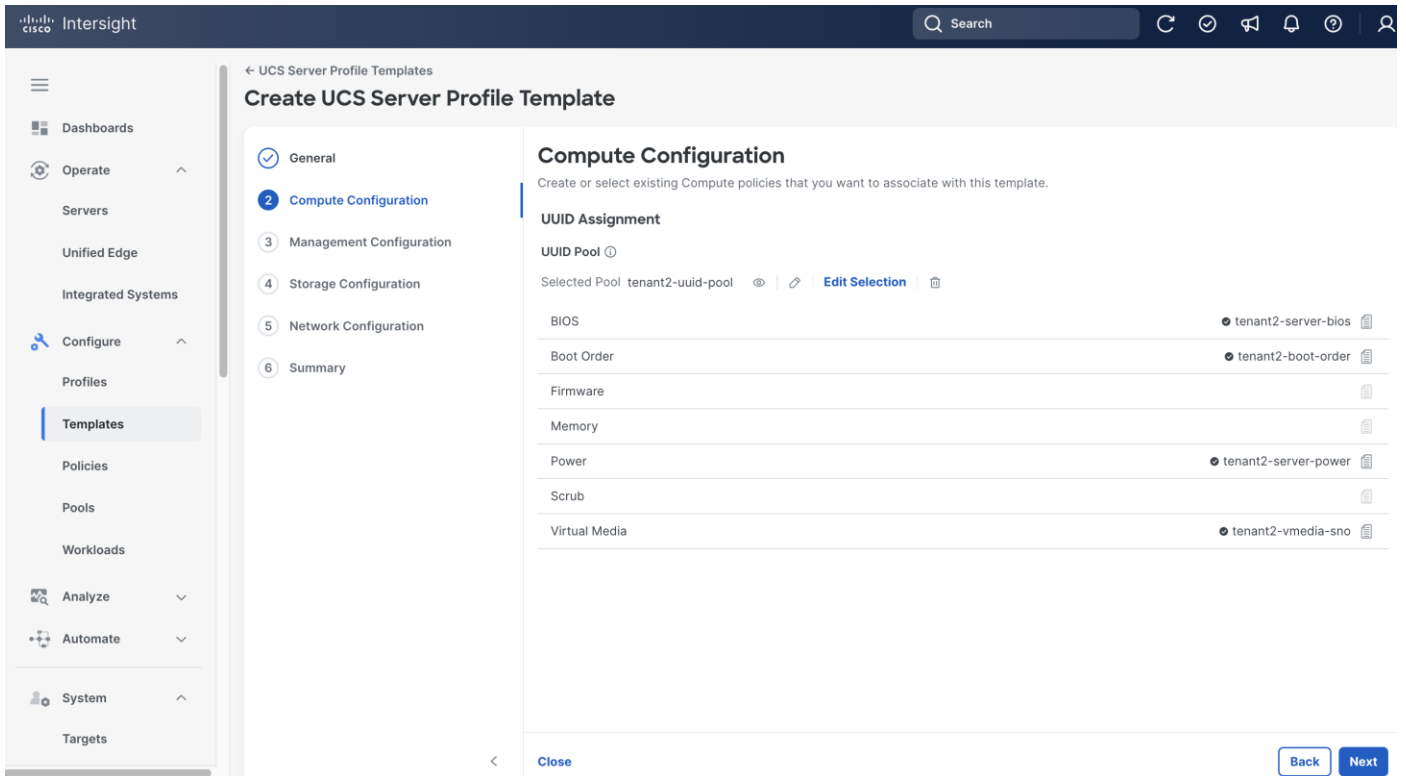 cisco Intersight
Search
Dashboards
Operate
Servers
Unified Edge
Integrated Systems
Configure
Profiles
Templates
Policies
Pools
Workloads
Analyze
Automate
System
Targets
← UCS Server Profile Templates
Create UCS Server Profile Template
General
2 Compute Configuration
3 Management Configuration
4 Storage Configuration
5 Network Configuration
6 Summary
Compute Configuration
Create or select existing Compute policies that you want to associate with this template.
UUID Assignment
UUID Pool
Selected Pool tenant2-uuid-pool Edit Selection
BIOS tenant2-server-bios
Boot Order tenant2-boot-order
Firmware
Memory
Power tenant2-server-power
Scrub
Virtual Media tenant2-vmedia-sno
Close Back Next